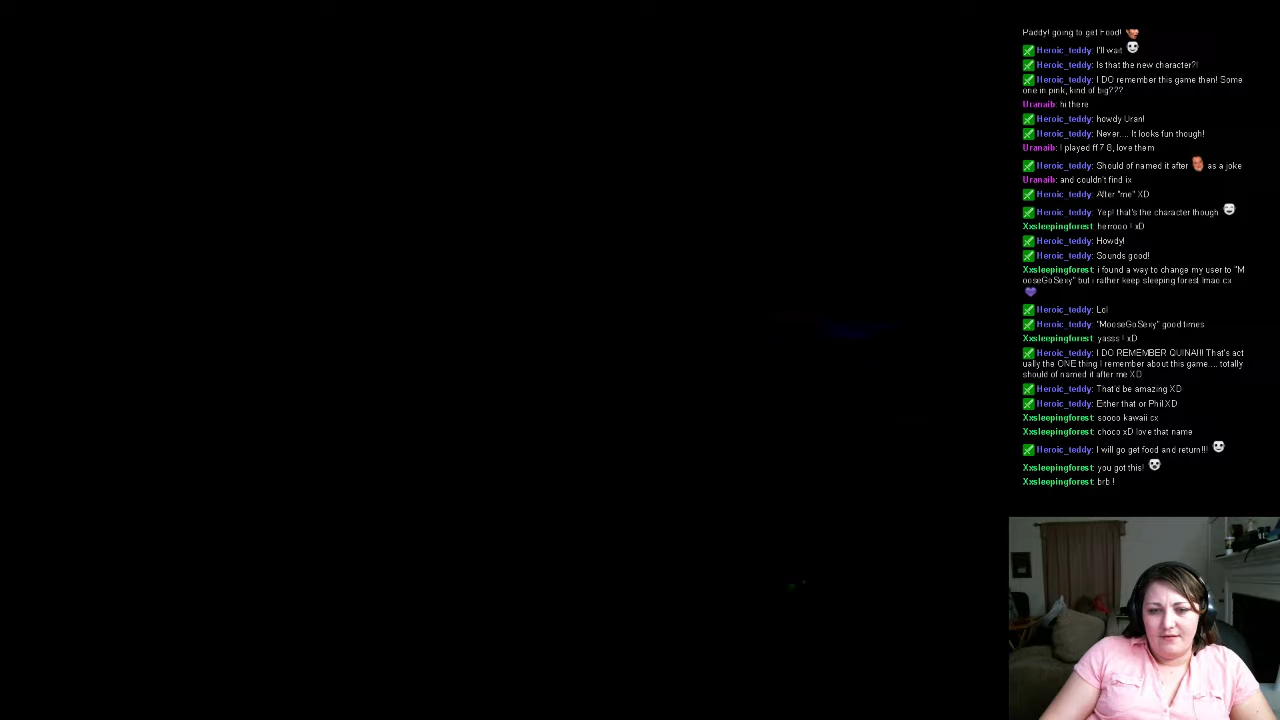 Paddy! going to get Food!
Heroic_teddy: I'll wait
Heroic_teddy: Is that the new character?!
Heroic_teddy: I DO remember this game then! Some
one in pink, kind of big???
Uranaib: hi there
Heroic_teddy: howdy Uran!
Heroic_teddy: Never.... It looks fun though!
Uranaib: I played ff 7 8, love them
Heroic_teddy: Should of named it after as a joke
Uranaib: and couldn't find ix
Heroic_teddy: After "me" XD
Heroic_teddy: Yep! that's the character though
Xxsleepingforest: herrooo ! xD
Heroic_teddy: Howdy!
Heroic_teddy: Sounds good!
Xxsleepingforest: i found a way to change my user to "M
ooseGoSexy" but i rather keep sleeping forest lmao cx
Heroic_teddy: Lol
Heroic_teddy: "MooseGoSexy" good times
Xxsleepingforest: yasss ! xD
Heroic_teddy: I DO REMEMBER QUINA!!! That's act
ually the ONE thing I remember about this game.... totally
should of named it after me XD
Heroic_teddy: That'd be amazing XD
Heroic_teddy: Either that or Phil XD
Xxsleepingforest: soooo kawaii cx
Xxsleepingforest: choco xD love that name
Heroic_teddy: I will go get food and return!!!
Xxsleepingforest: you got this!
Xxsleepingforest: brb !